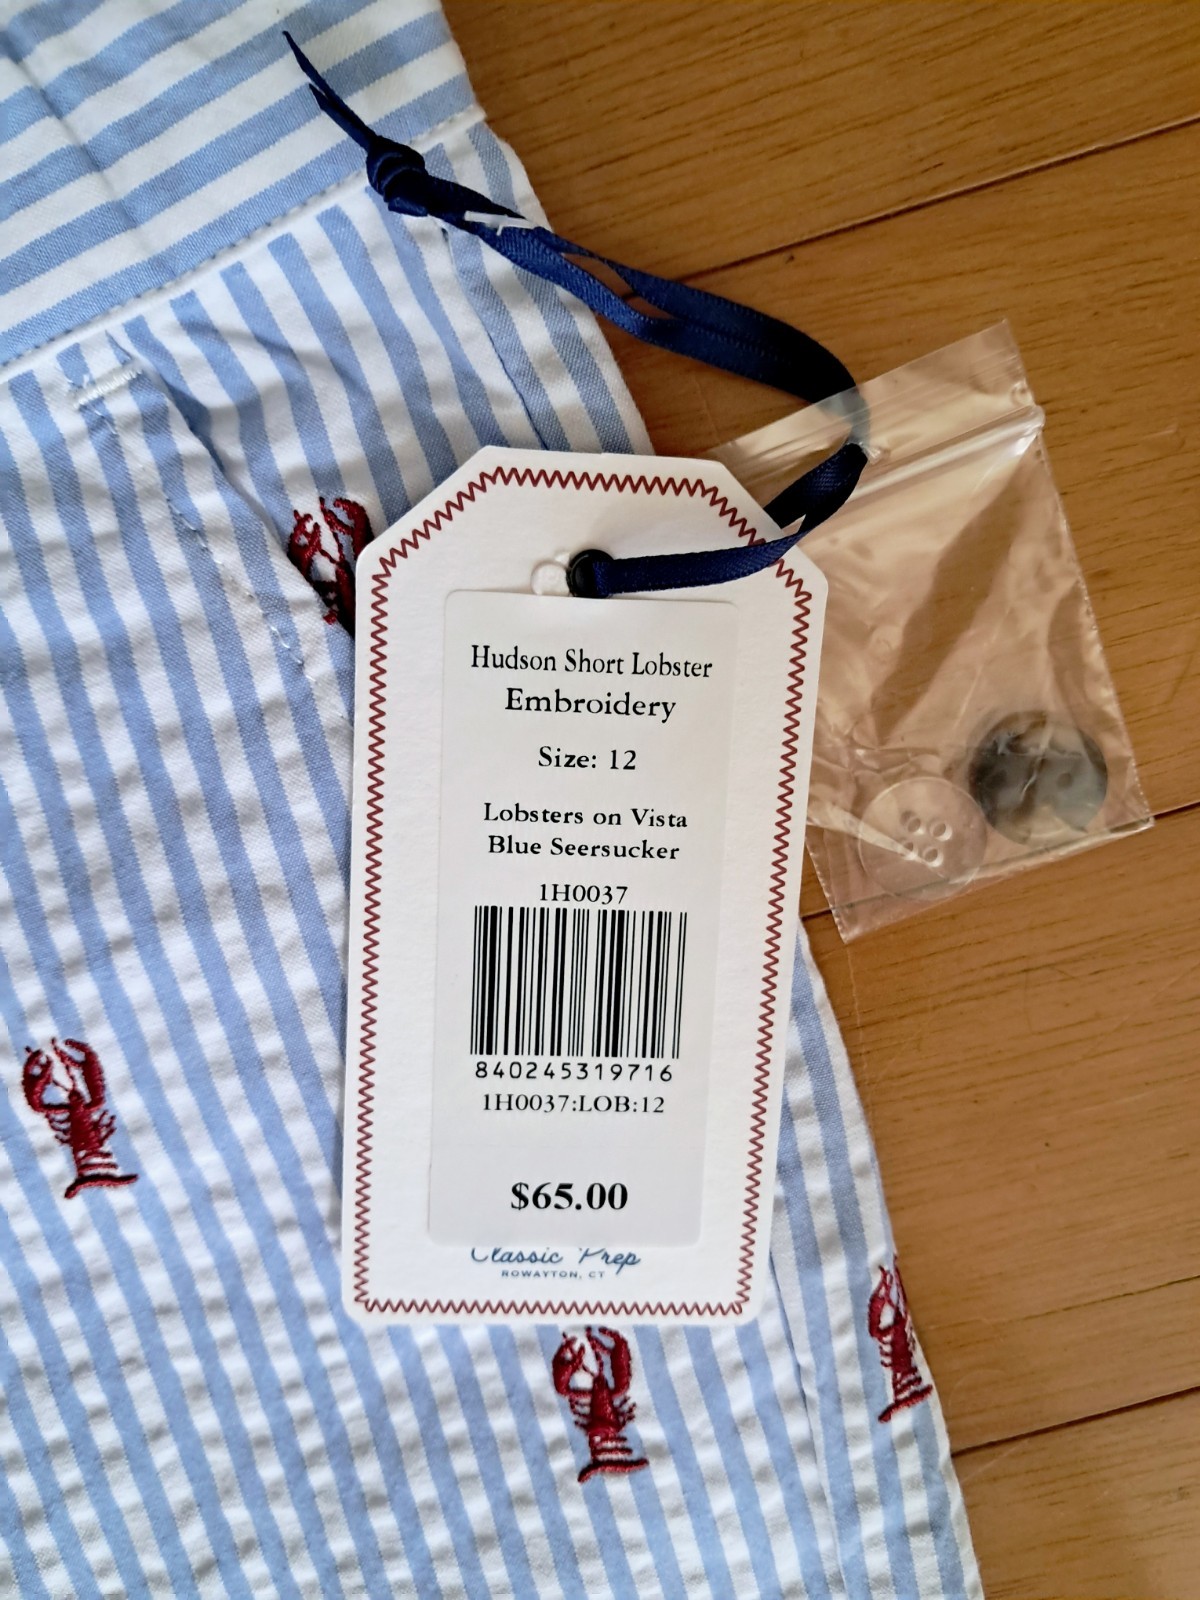 Hudson Short Lobster
Embroidery
Size: 12
Lobsters on Vista
Blue Seersucker
1H0037
840245319716
1H0037:LOB:12
$65.00
Classic Prep
ROWAYTON, CT